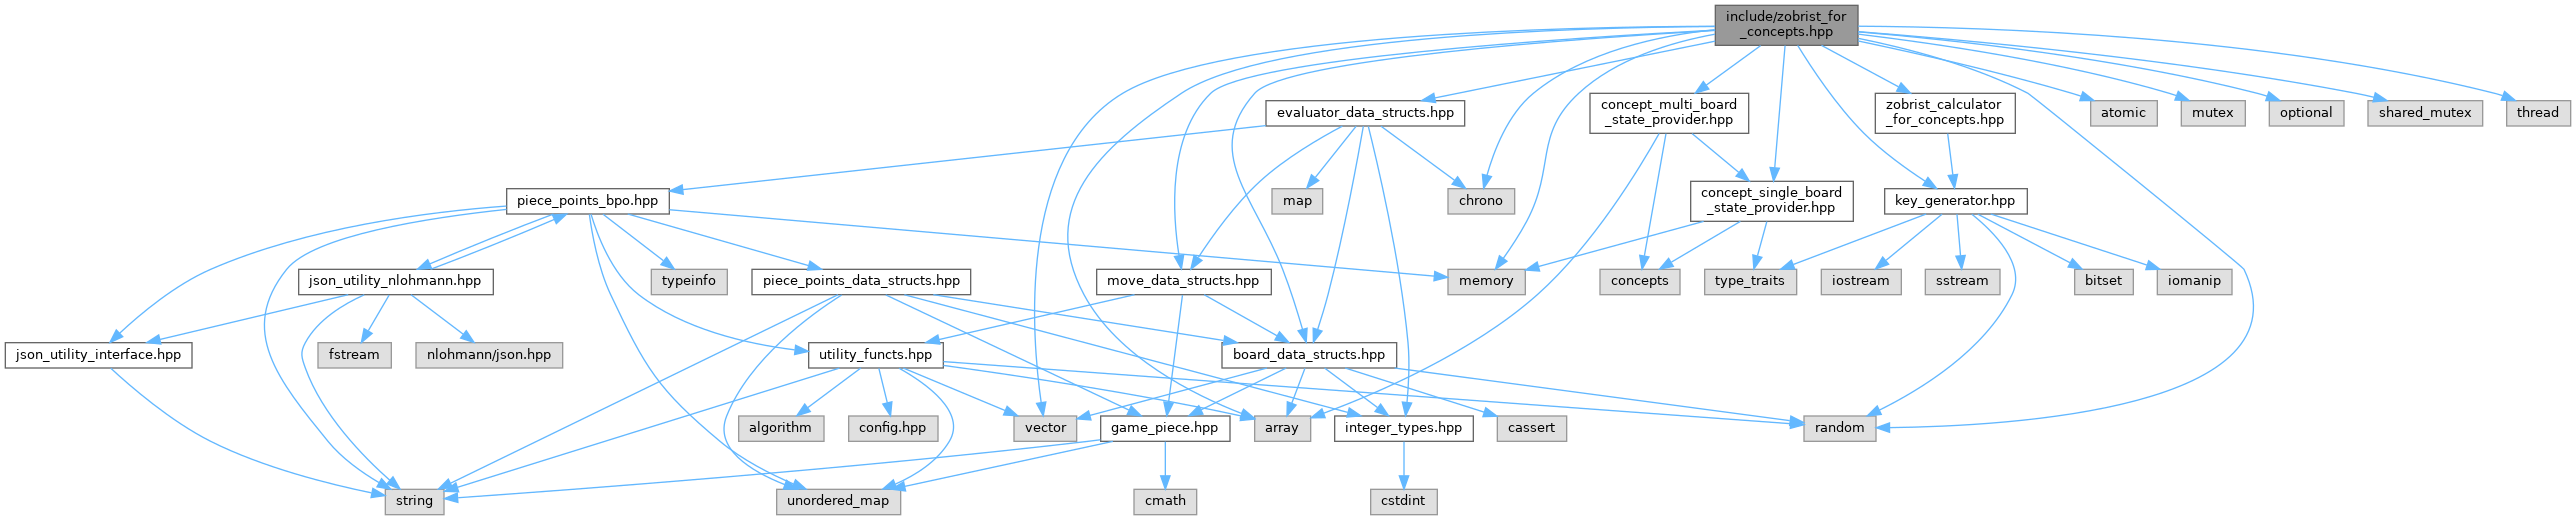 include/zobrist_for
_concepts.hpp
evaluator_data_structs.hpp
concept_multi_board
_state_provider.hpp
zobrist_calculator
_for_concepts.hpp
atomic
mutex
optional
shared_mutex
thread
piece_points_bpo.hpp
map
chrono
concept_single_board
_state_provider.hpp
key_generator.hpp
json_utility_nlohmann.hpp
typeinfo
piece_points_data_structs.hpp
move_data_structs.hpp
memory
concepts
type_traits
iostream
sstream
bitset
iomanip
json_utility_interface.hpp
fstream
nlohmann/json.hpp
utility_functs.hpp
board_data_structs.hpp
algorithm
config.hpp
vector
game_piece.hpp
array
integer_types.hpp
cassert
random
string
unordered_map
cmath
cstdint